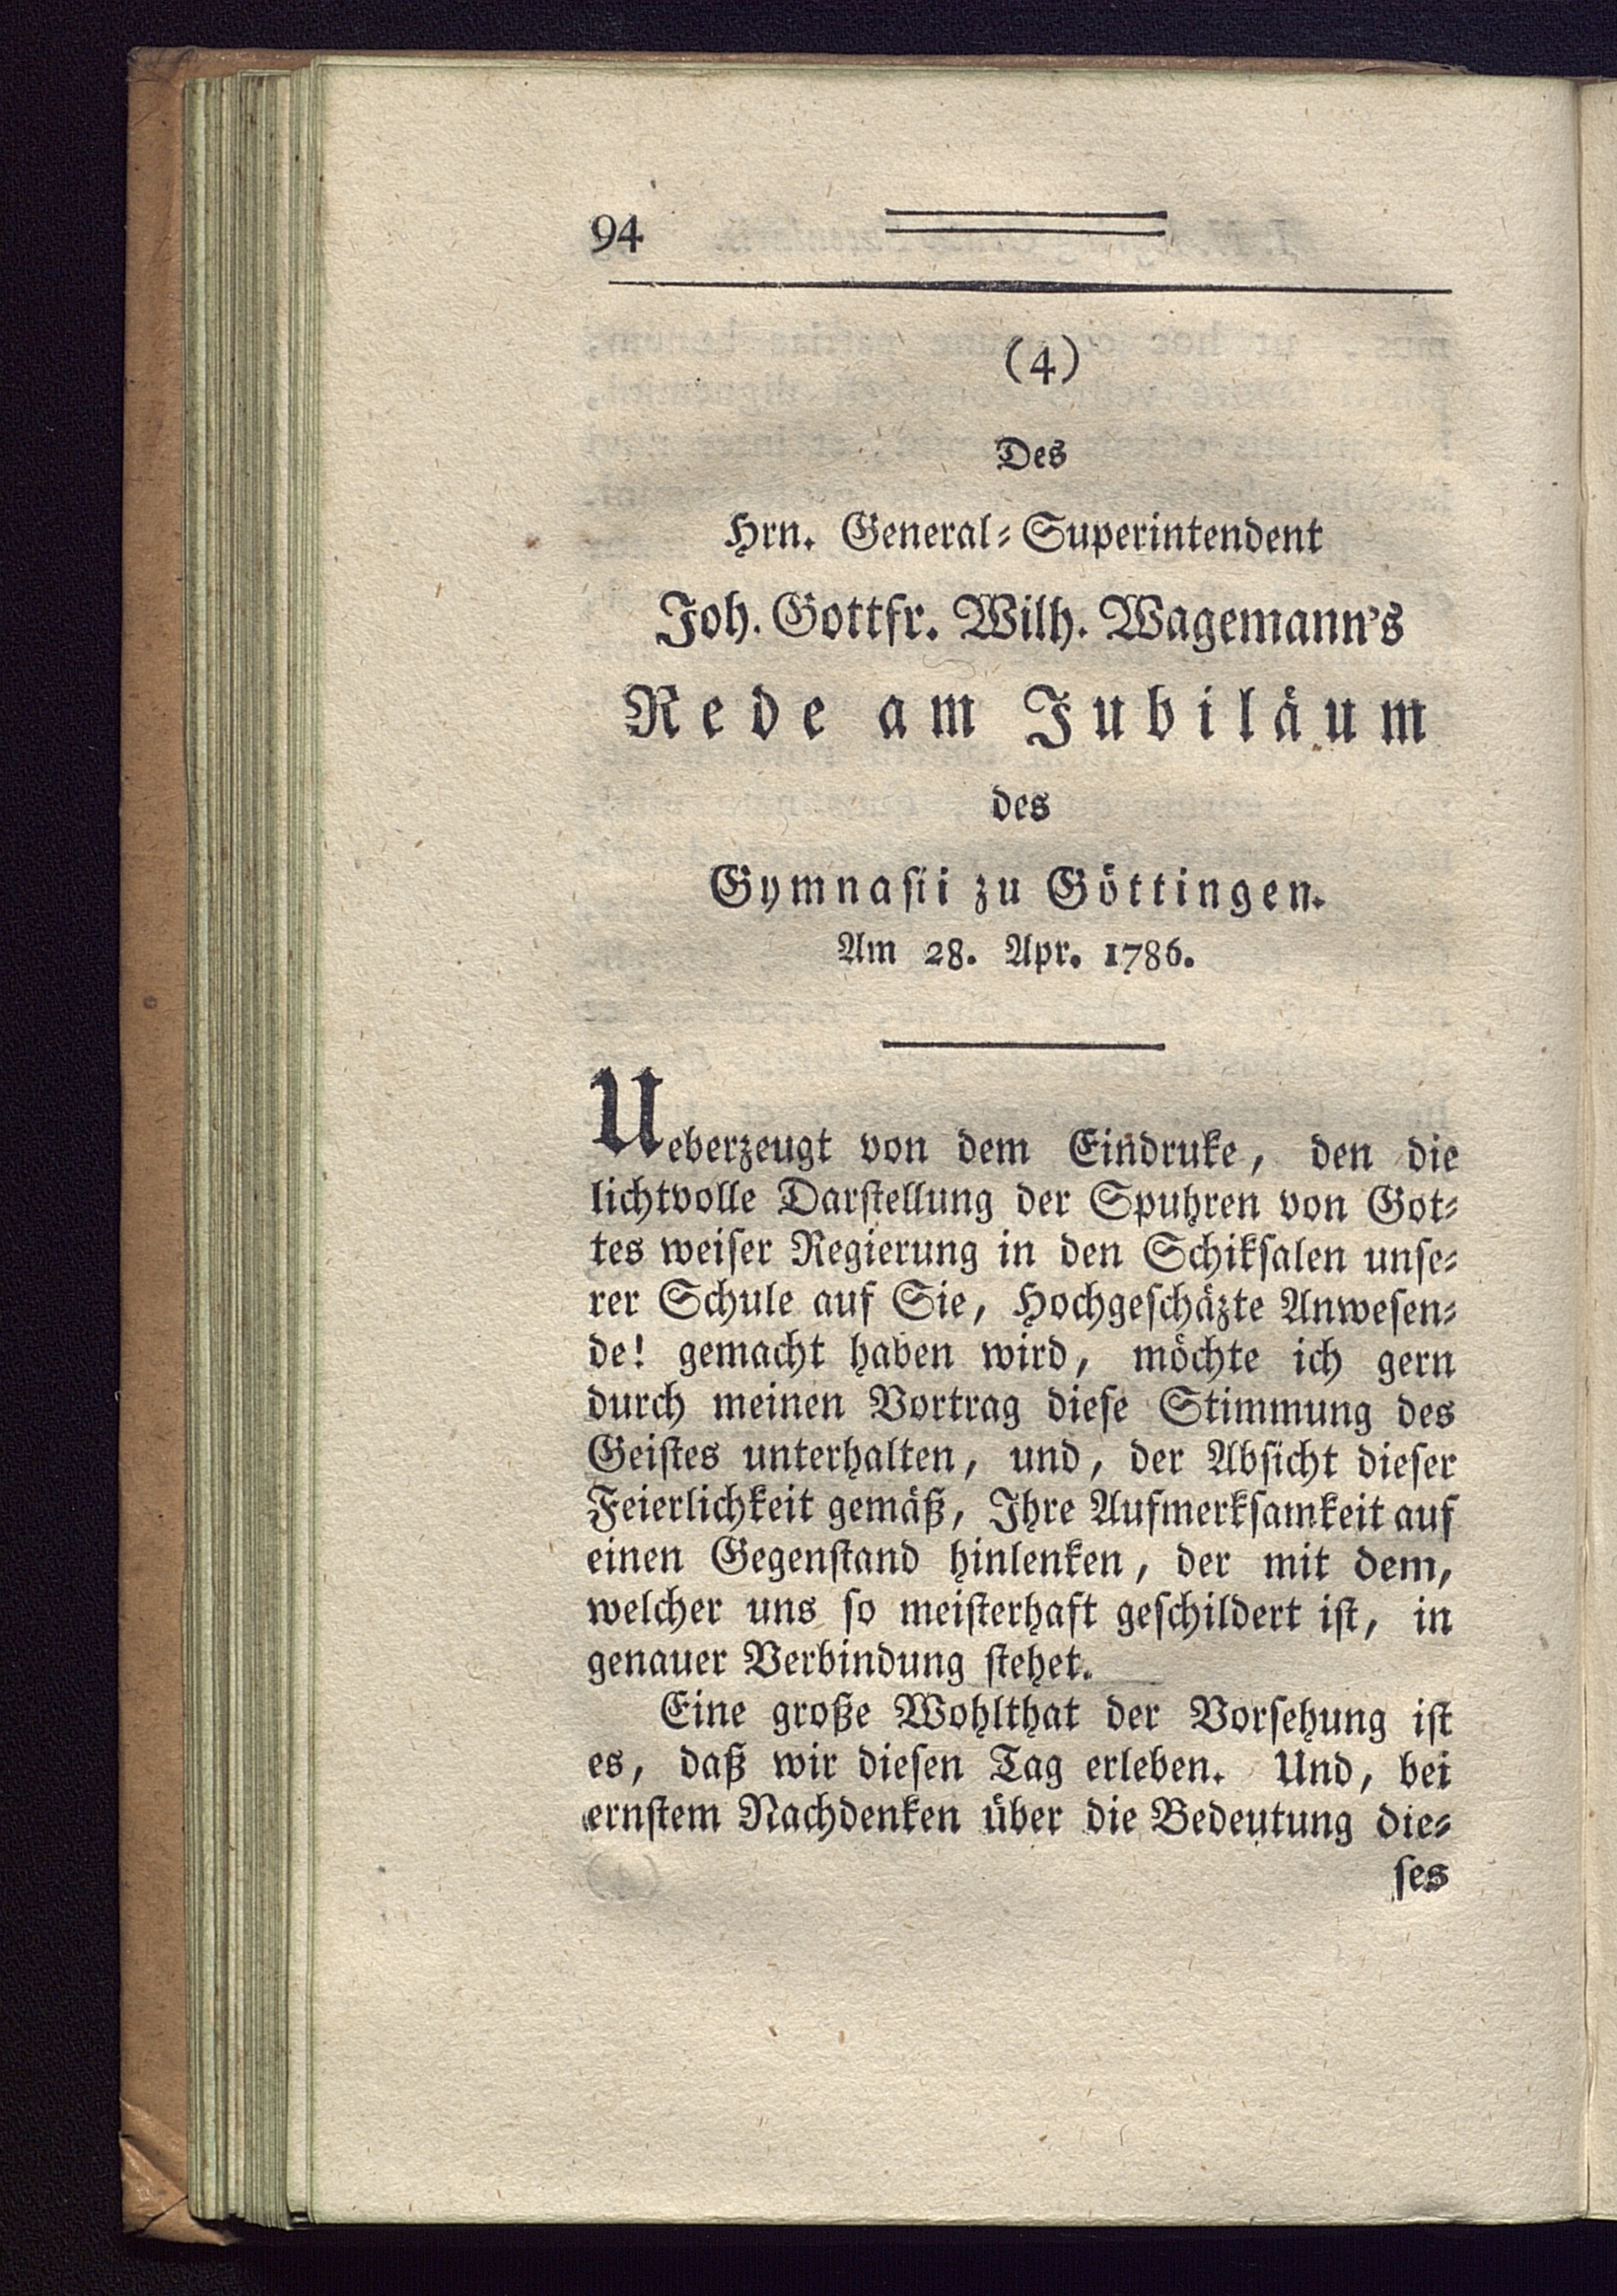 94
(4)
Des
Hrn. General-Superintendent
Joh. Gottfr. Wilh. Wagemann's
Rede am Jubiläum
des
Gymnaſii zu Göttingen.
Am 28. Apr. 1786.
Ueberzeugt von dem Eindruke, den die
lichtvolle Darſtellung der Spuhren von Got-
tes weiſer Regierung in den Schikſalen unſe-
rer Schule auf Sie, Hochgeſchäzte Anweſen-
de! gemacht haben wird, möchte ich gern
durch meinen Vortrag dieſe Stimmung des
Geiſtes unterhalten, und, der Abſicht dieſer
Feierlichkeit gemäß, Ihre Aufmerkſamkeit auf
einen Gegenſtand hinlenken, der mit dem,
welcher uns ſo meiſterhaft geſchildert iſt, in
genauer Verbindung ſtehet.
Eine große Wohlthat der Vorſehung iſt
es, daß wir dieſen Tag erleben. Und, bei
ernſtem Nachdenken über die Bedeutung die-
ſes